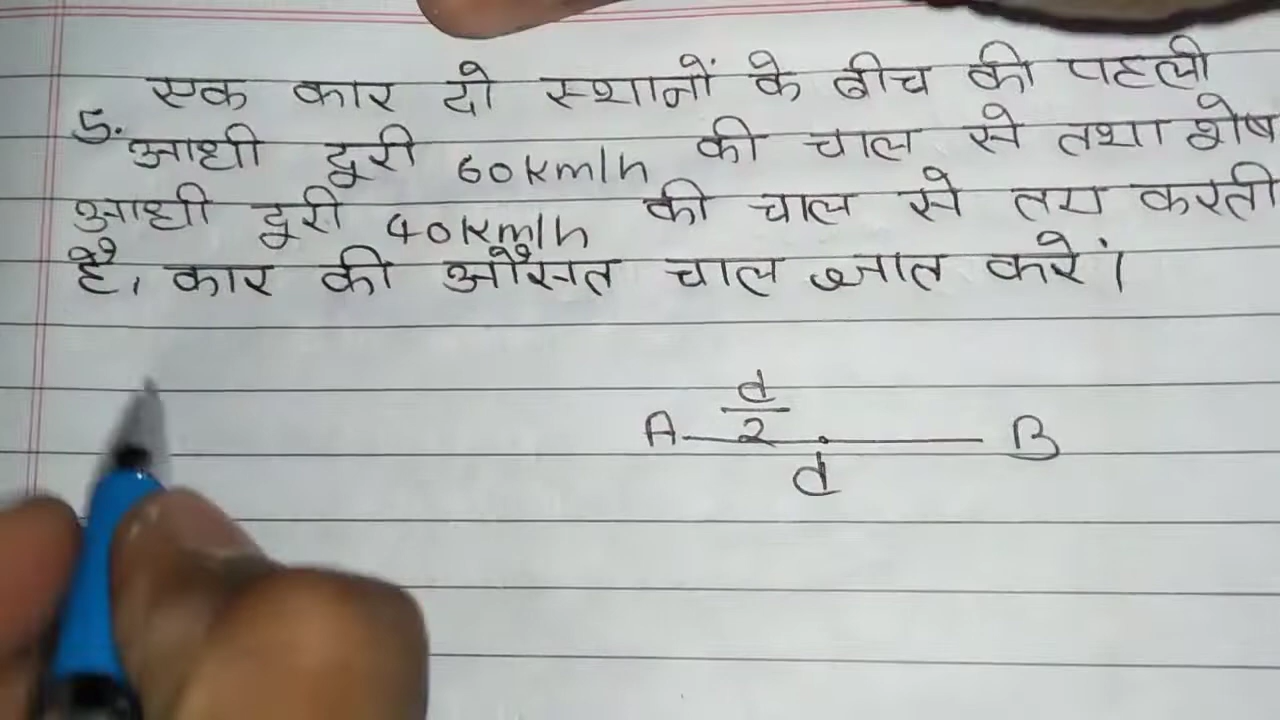 एक कार दो स्थानों के बीच की पहली
5. आधी दूरी 60km/h की चाल से तथा शेष
आधी दूरी 40km/h की चाल से तय करती
है, कार की औसत चाल ज्ञात करें।
d
A 2 B
d